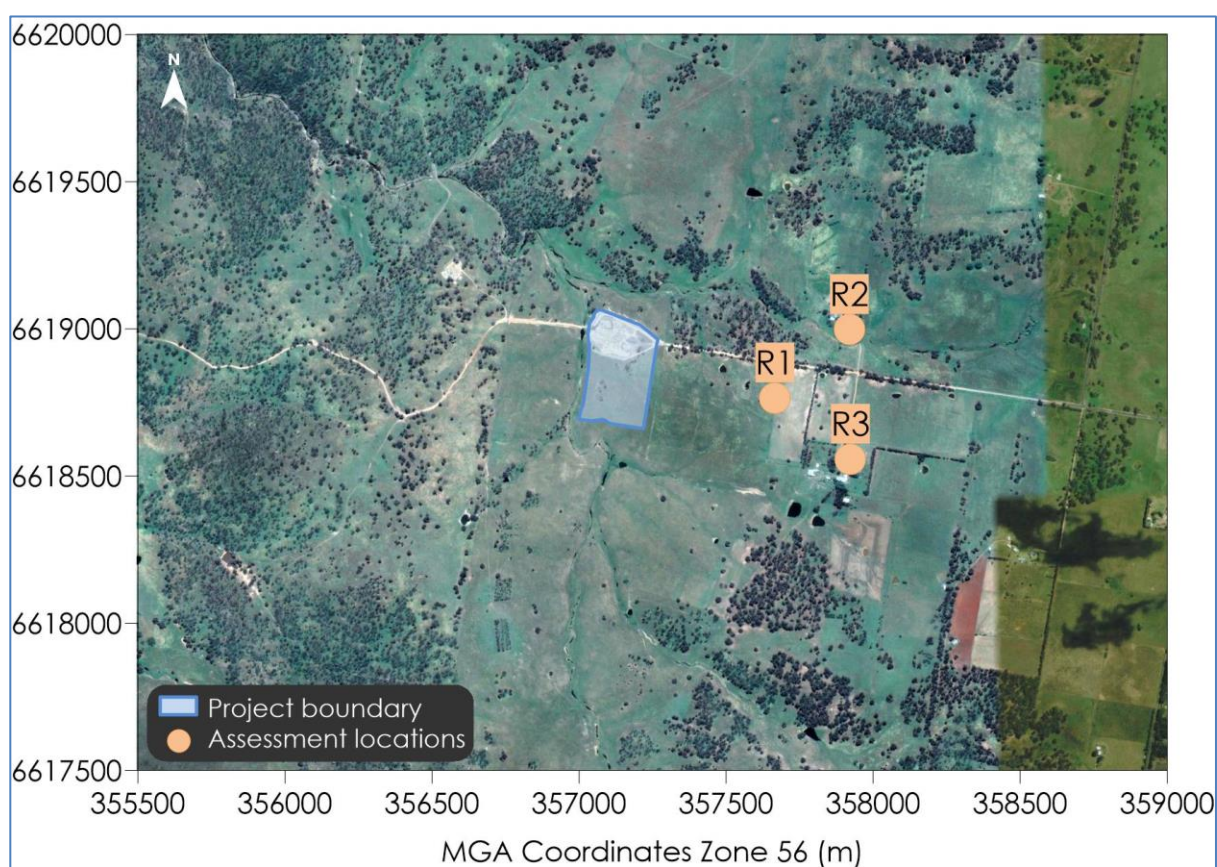 6620000
N
6619500
R2
6619000
R1
R3
6618500
6618000
Project boundary
Assessment locations
6617500
355500 356000 356500 357000 357500 358000 358500 359000
MGA Coordinates Zone 56 (m)